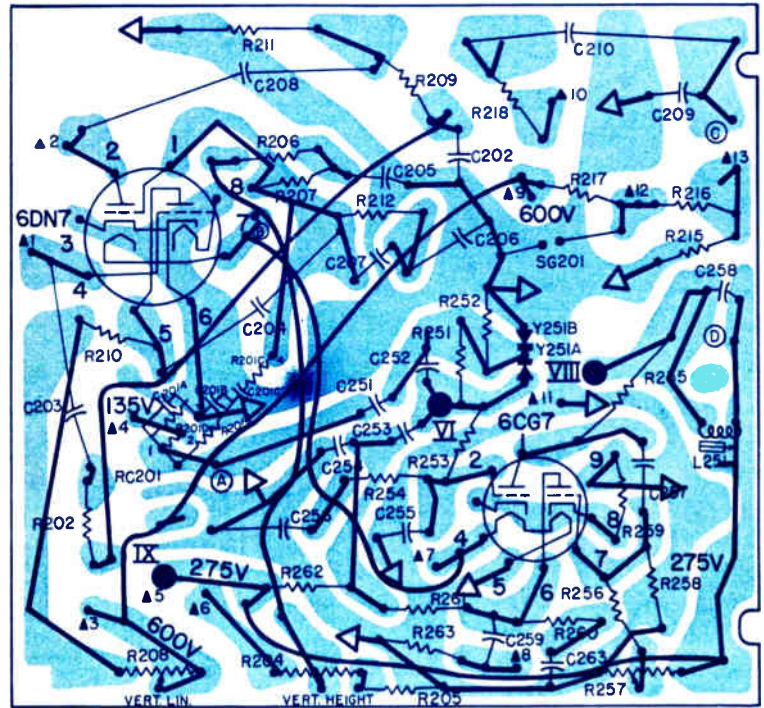 R211
C210
C208
R209
R218
▲10
C209
▲2
2
1
R206
C202
C
C205
8
R207
▲13
R217
▲9
▲12
R216
R212
600V
6DN7
7
B
▲1
3
C206
R215
SG201
C207
4
C258
R252
C204
5
6
R251
Y251B
R210
Y251A
D
C252
VIII
R201C
C203
135V
C251
▲11
▲4
VI
6CG7
C253
L251
RC201
A
C254
R253
2
9
R254
C257
R202
C255
8
R259
C256
4
▲7
IX
275V
5
7
275V
R262
6
R256
R258
▲5
▲6
▲3
600V
R263
C259
R260
▲8
C263
R208
R204
R257
VERT. LIN.
VERT. HEIGHT
R205